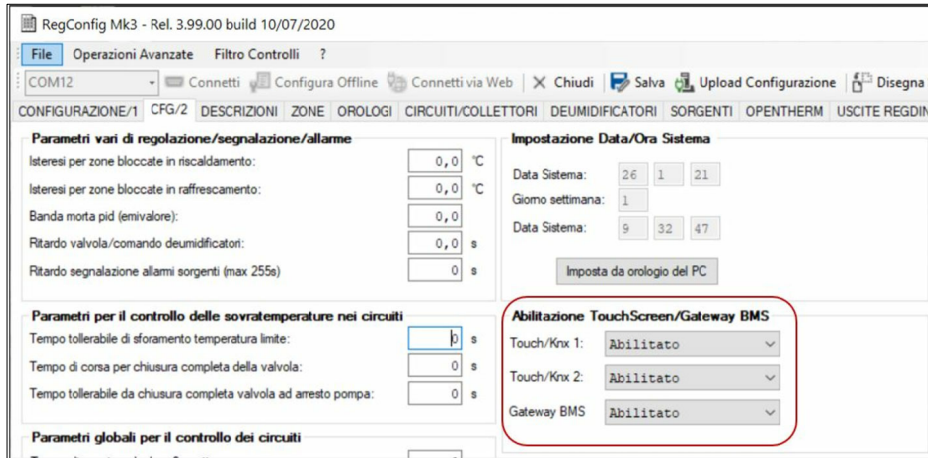 RegConfig Mk3 - Rel. 3.99.00 build 10/07/2020
File Operazioni Avanzate Filtro Controlli ?
COM12 Connetti Configura Offline Connetti via Web Chiudi Salva Upload Configurazione Disegna
CONFIGURAZIONE/1 CFG/2 DESCRIZIONI ZONE OROLOGI CIRCUITI/COLLETTORI DEUMIDIFICATORI SORGENTI OPENTHERM USCITE REGDIN
Parametri vari di regolazione/segnalazione/allarme
Isteresi per zone bloccate in riscaldamento: 0,0 °C
Isteresi per zone bloccate in raffrescamento: 0,0 °C
Banda morta pid (emivalore): 0,0
Ritardo valvola/comando deumidificatori: 0,0 s
Ritardo segnalazione allarmi sorgenti (max 255s) 0 s
Impostazione Data/Ora Sistema
Data Sistema: 26 1 21
Giorno settimana: 1
Data Sistema: 9 32 47
Imposta da orologio del PC
Parametri per il controllo delle sovratemperature nei circuiti
Tempo tollerabile di sforamento temperatura limite: 0 s
Tempo di corsa per chiusura completa della valvola: 0 s
Tempo tollerabile da chiusura completa valvola ad arresto pompa: 0 s
Abilitazione TouchScreen/Gateway BMS
Touch/Knx 1: Abilitato
Touch/Knx 2: Abilitato
Gateway BMS Abilitato
Parametri globali per il controllo dei circuiti